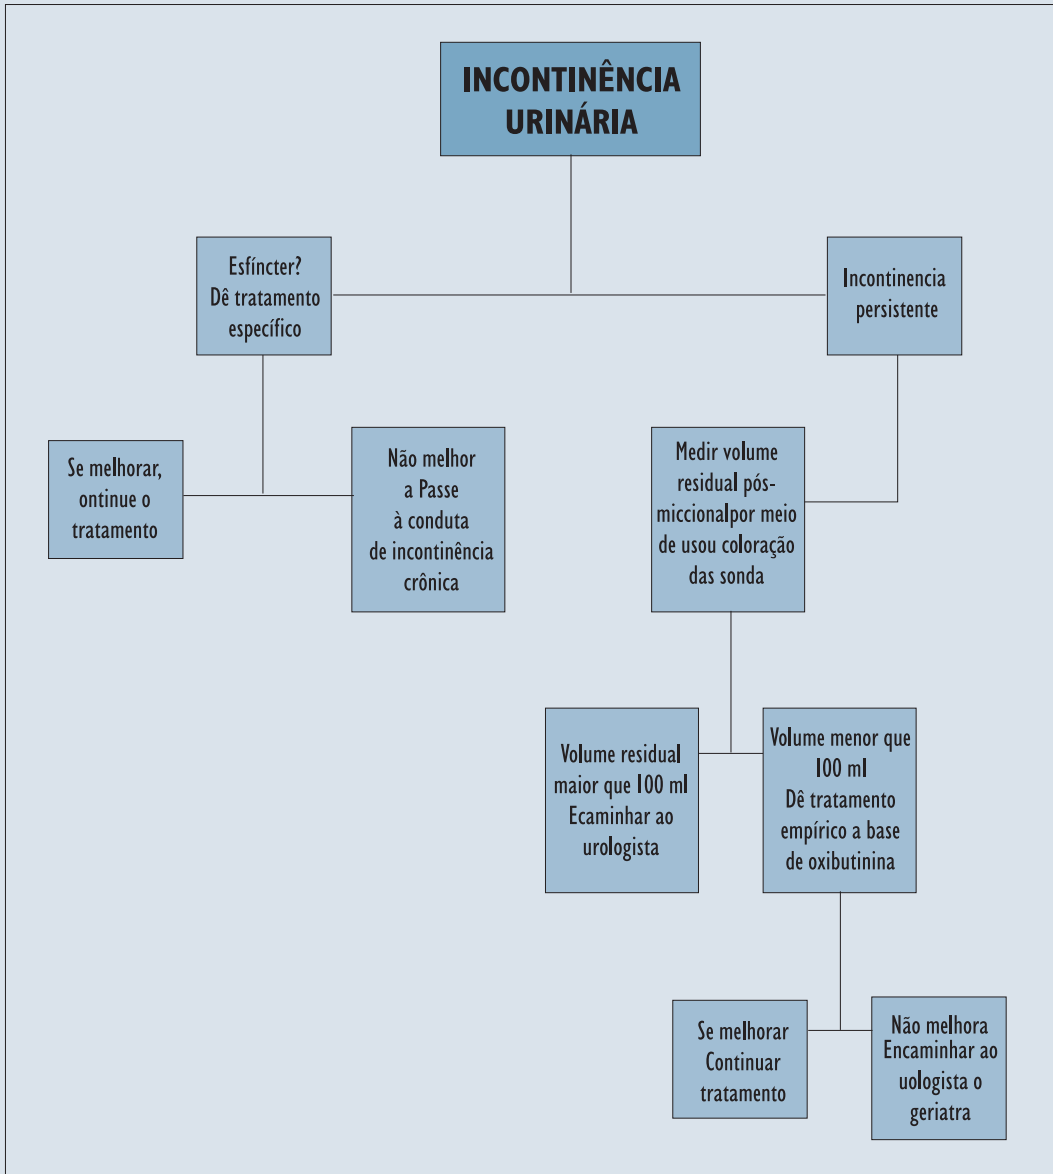 INCONTINÊNCIA
URINÁRIA
Esfíncter?
Dê tratamento
específico
Incontinencia
persistente
Se melhorar,
ontinue o
tratamento
Não melhor
a Passe
à conduta
de incontinência
crônica
Medir volume
residual pós-
miccionalpor meio
de usou coloração
das sonda
Volume residual
maior que 100 ml
Ecaminhar ao
urologista
Volume menor que
100 ml
Dê tratamento
empírico a base
de oxibutinina
Se melhorar
Continuar
tratamento
Não melhora
Encaminhar ao
uologista o
geriatra